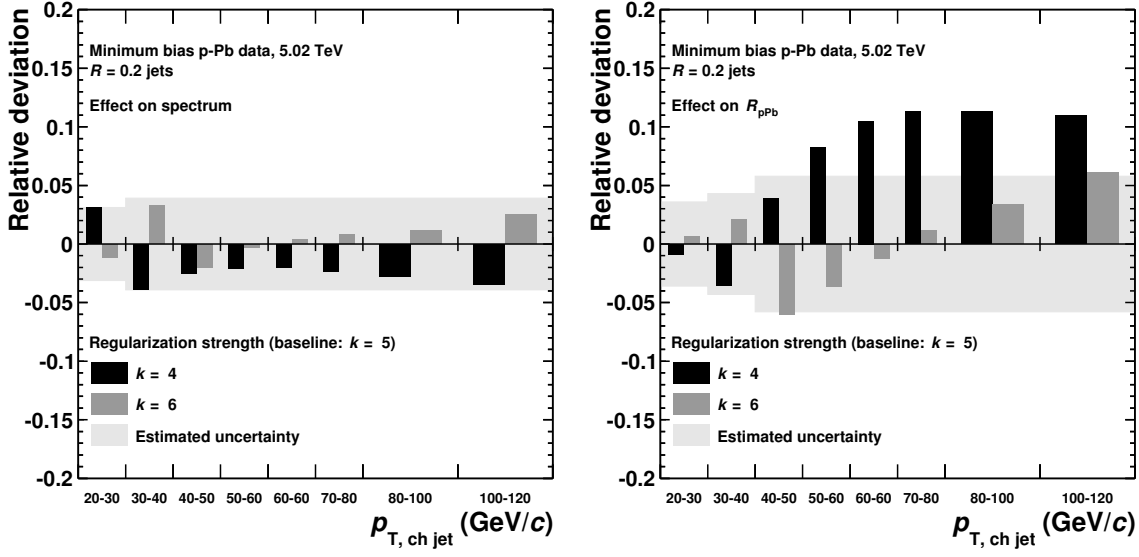 Relative deviation
0.2
0.15
0.1
0.05
0
-0.05
-0.1
-0.15
-0.2
Minimum bias p-Pb data, 5.02 TeV
R = 0.2 jets
Effect on spectrum
Regularization strength (baseline: k = 5)
k = 4
k = 6
Estimated uncertainty
20-30 30-40 40-50 50-60 60-60 70-80 80-100 100-120
p_T, ch jet (GeV/c)
Relative deviation
0.2
0.15
0.1
0.05
0
-0.05
-0.1
-0.15
-0.2
Minimum bias p-Pb data, 5.02 TeV
R = 0.2 jets
Effect on R_pPb
Regularization strength (baseline: k = 5)
k = 4
k = 6
Estimated uncertainty
20-30 30-40 40-50 50-60 60-60 70-80 80-100 100-120
p_T, ch jet (GeV/c)